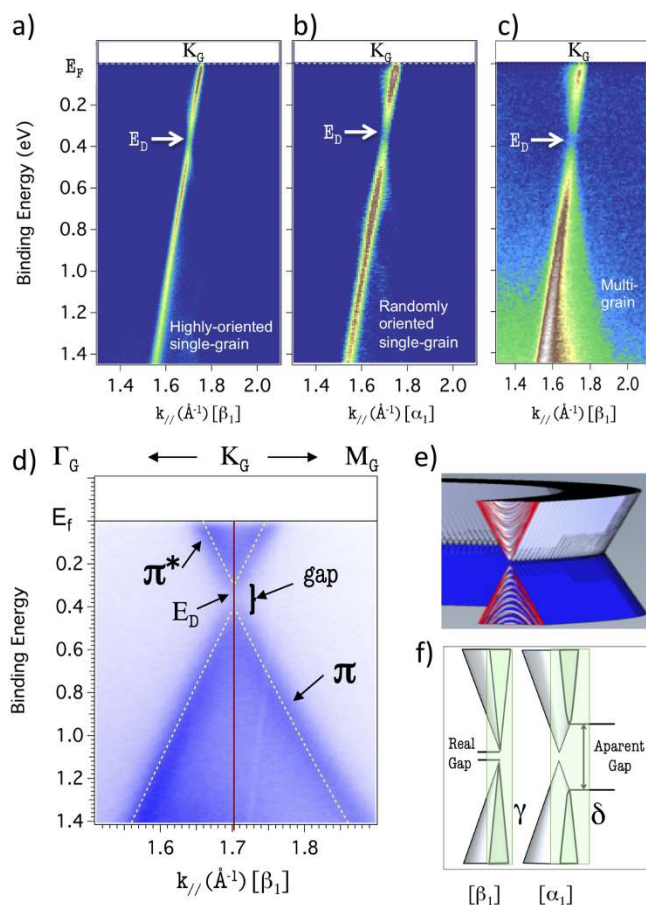 a)
b)
c)
K_G
K_G
K_G
E_F
0.2
0.4
0.6
0.8
1.0
1.2
1.4
Binding Energy (eV)
E_D
E_D
E_D
Highly-oriented
single-grain
Randomly
oriented
single-grain
Multi-
grain
1.4 1.6 1.8 2.0
1.4 1.6 1.8 2.0
1.4 1.6 1.8 2.0
k_//(Å⁻¹)[β₁]
k_//(Å⁻¹)[α₁]
k_//(Å⁻¹)[β₁]
d)
Γ_G K_G M_G
E_f
0.2
0.4
0.6
0.8
1.0
1.2
1.4
Binding Energy
π*
gap
E_D
π
1.6 1.7 1.8
k_//(Å⁻¹)[β₁]
e)
f)
Real
Gap
Aparent
Gap
γ
δ
[β₁] [α₁]